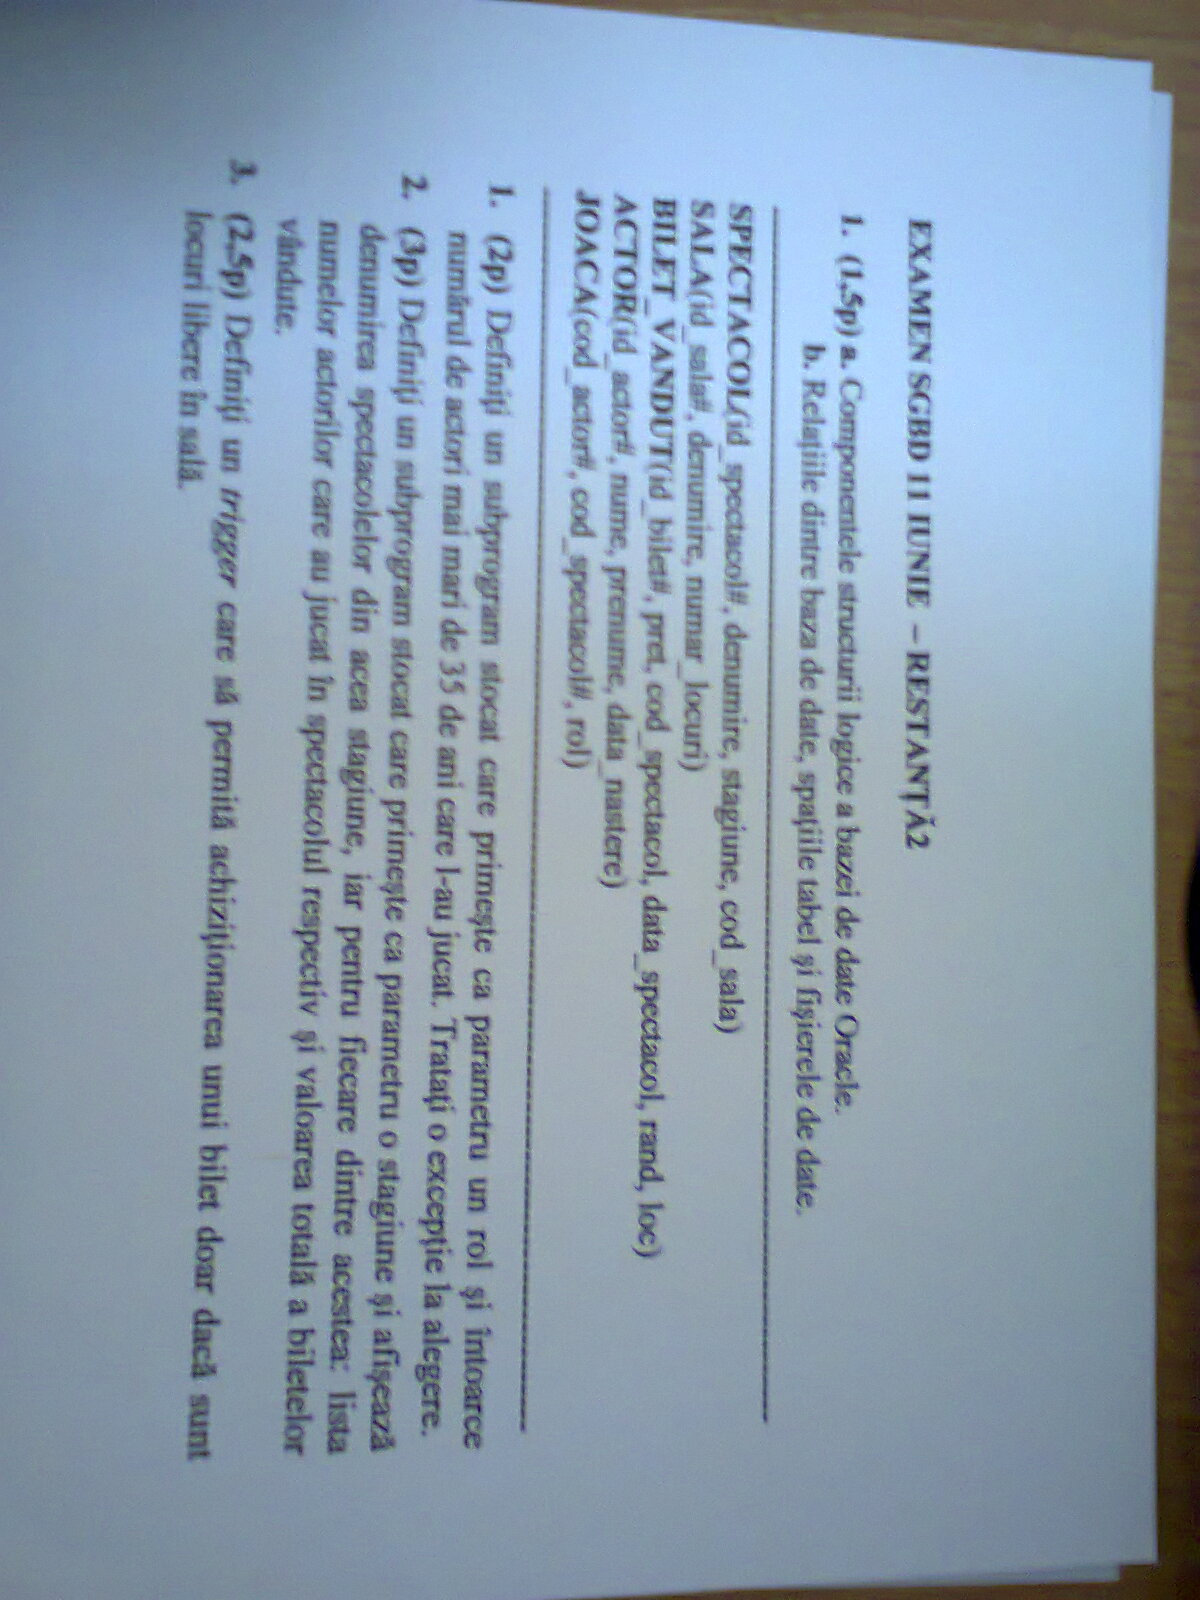 EXAMEN SGBD 11 IUNIE – RESTANŢĂ2
1. (1,5p) a. Componentele structurii logice a bazei de date Oracle.
b. Relaţiile dintre baza de date, spaţiile tabel şi fişierele de date.
SPECTACOL(id_spectacol#, denumire, stagiune, cod_sala)
SALA(id_sala#, denumire, numar_locuri)
BILET_VANDUT(id_bilet#, pret, cod_spectacol, data_spectacol, rand, loc)
ACTOR(id_actor#, nume, prenume, data_nastere)
JOACA(cod_actor#, cod_spectacol#, rol)
1. (2p) Definiţi un subprogram stocat care primeşte ca parametru un rol şi întoarce
numărul de actori mai mari de 35 de ani care l-au jucat. Trataţi o excepţie la alegere.
2. (3p) Definiţi un subprogram stocat care primeşte ca parametru o stagiune şi afişează
denumirea spectacolelor din acea stagiune, iar pentru fiecare dintre acestea: lista
numelor actorilor care au jucat în spectacolul respectiv şi valoarea totală a biletelor
vândute.
3. (2,5p) Definiţi un trigger care să permită achiziţionarea unui bilet doar dacă sunt
locuri libere în sală.